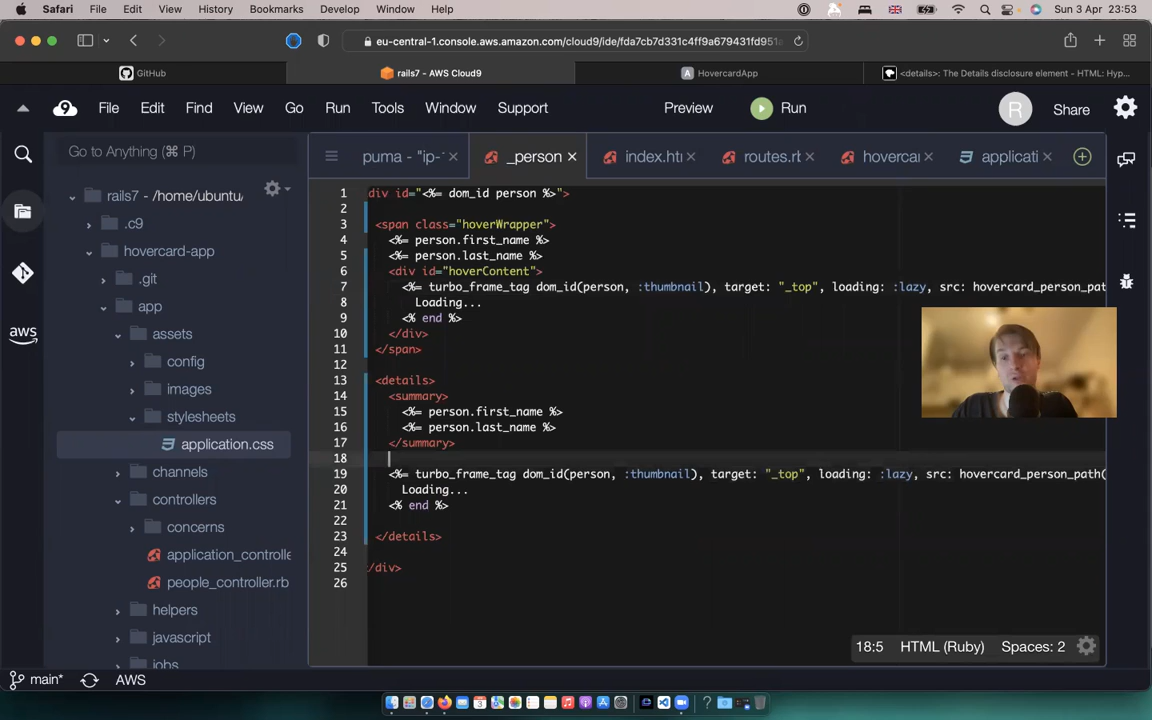 Safari File Edit View History Bookmarks Develop Window Help Sun 3 Apr 23:53
eu-central-1.console.aws.amazon.com/cloud9/ide/fda7cb7d331c4ff9a679431fd951
GitHub
rails7 - AWS Cloud9
HovercardApp
<details>: The Details disclosure element - HTML: Hyp...
9 File Edit Find View Go Run Tools Window Support Preview Run R Share
Go to Anything (⌘ P)
puma - "ip-
_person
index.htı
routes.rt
hovercaı
applicati
rails7 - /home/ubuntu/
.c9
hovercard-app
.git
app
assets
config
images
stylesheets
application.css
channels
controllers
concerns
application_controlle
people_controller.rb
helpers
javascript
jobs
1 div id="<%= dom_id person %>">
2
3 <span class="hoverWrapper">
4 <%= person.first_name %>
5 <%= person.last_name %>
6 <div id="hoverContent">
7 <%= turbo_frame_tag dom_id(person, :thumbnail), target: "_top", loading: :lazy, src: hovercard_person_pat
8 Loading...
9 <% end %>
10 </div>
11 </span>
12
13 <details>
14 <summary>
15 <%= person.first_name %>
16 <%= person.last_name %>
17 </summary>
18
19 <%= turbo_frame_tag dom_id(person, :thumbnail), target: "_top", loading: :lazy, src: hovercard_person_path(
20 Loading...
21 <% end %>
22
23 </details>
24
25 /div>
26
18:5 HTML (Ruby) Spaces: 2
main* AWS
aws